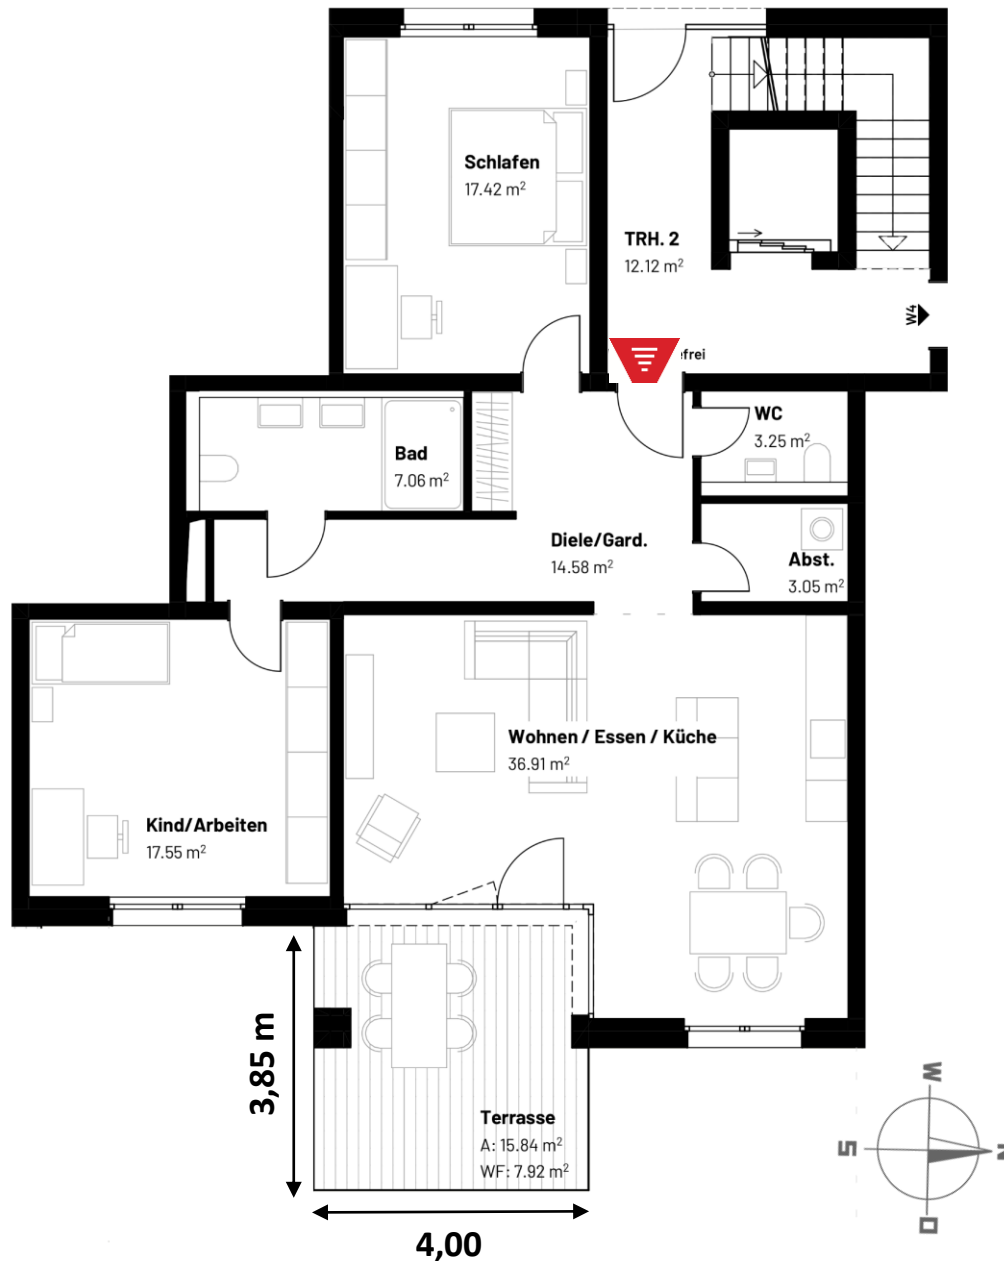 Schlafen
17.42 m²
TRH. 2
12.12 m²
W4
efrei
WC
3.25 m²
Bad
7.06 m²
Diele/Gard.
14.58 m²
Abst.
3.05 m²
Wohnen / Essen / Küche
36.91 m²
Kind/Arbeiten
17.55 m²
3,85 m
Terrasse
A: 15.84 m²
WF: 7.92 m²
4,00
W
S
N
O